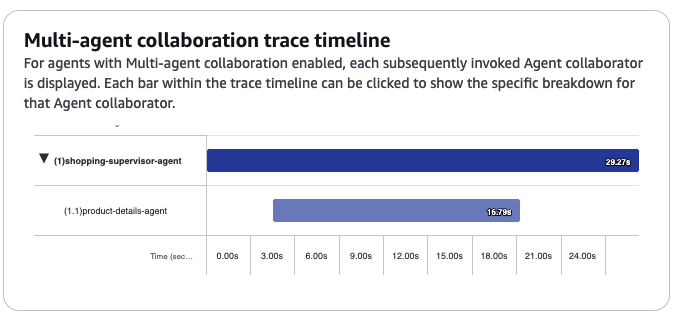 Multi-agent collaboration trace timeline
For agents with Multi-agent collaboration enabled, each subsequently invoked Agent collaborator
is displayed. Each bar within the trace timeline can be clicked to show the specific breakdown for
that Agent collaborator.
(1)shopping-supervisor-agent
29.27s
(1.1)product-details-agent
16.79s
Time (sec...
0.00s 3.00s 6.00s 9.00s 12.00s 15.00s 18.00s 21.00s 24.00s